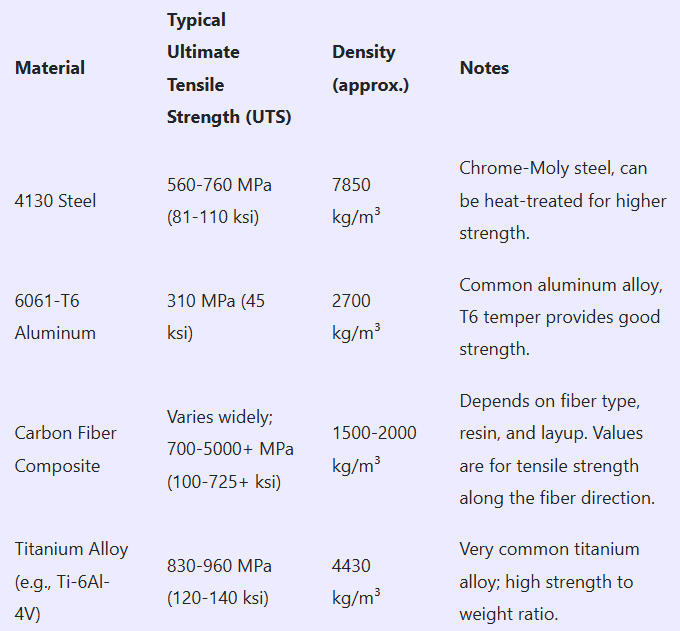 Material
Typical
Ultimate
Tensile
Strength (UTS)
Density
(approx.)
Notes
4130 Steel
560-760 MPa
(81-110 ksi)
7850
kg/m³
Chrome-Moly steel, can
be heat-treated for higher
strength.
6061-T6
Aluminum
310 MPa (45
ksi)
2700
kg/m³
Common aluminum alloy,
T6 temper provides good
strength.
Carbon Fiber
Composite
Varies widely;
700-5000+ MPa
(100-725+ ksi)
1500-2000
kg/m³
Depends on fiber type,
resin, and layup. Values
are for tensile strength
along the fiber direction.
Titanium Alloy
(e.g., Ti-6Al-
4V)
830-960 MPa
(120-140 ksi)
4430
kg/m³
Very common titanium
alloy; high strength to
weight ratio.